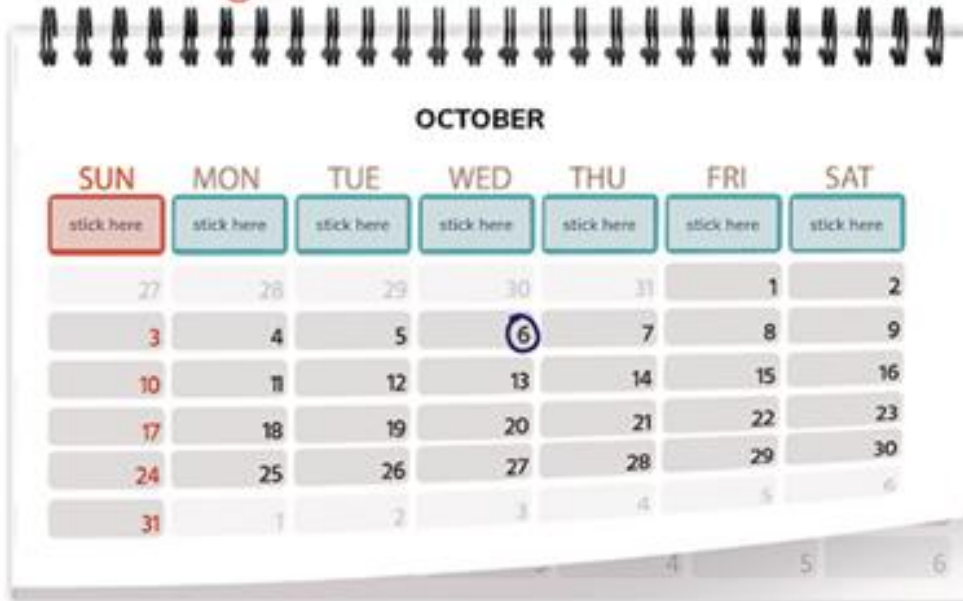 OCTOBER
SUN MON TUE WED THU FRI SAT
stick here stick here stick here stick here stick here stick here stick here
27 28 29 30 31 1 2
3 4 5 6 7 8 9
10 11 12 13 14 15 16
17 18 19 20 21 22 23
24 25 26 27 28 29 30
31 1 2 3 4 5 6
4 5 6